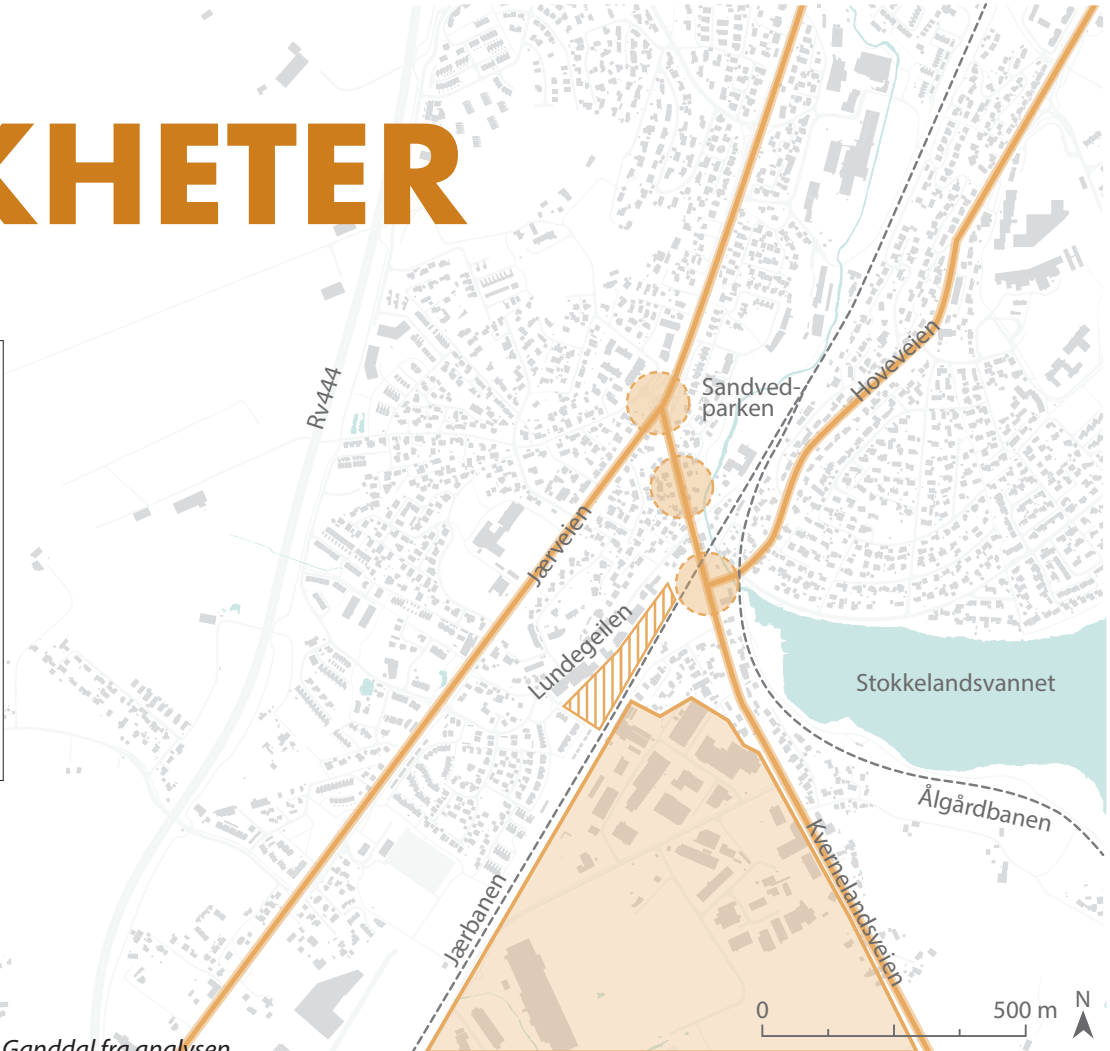 KHETER
Rv444
Sandved-
parken
Hoveveien
Jærveien
Lundegeilen
Stokkelandsvannet
Ålgårdbanen
Kvernelandsveien
Jærbanen
0 500 m N
Ganddal fra analysen